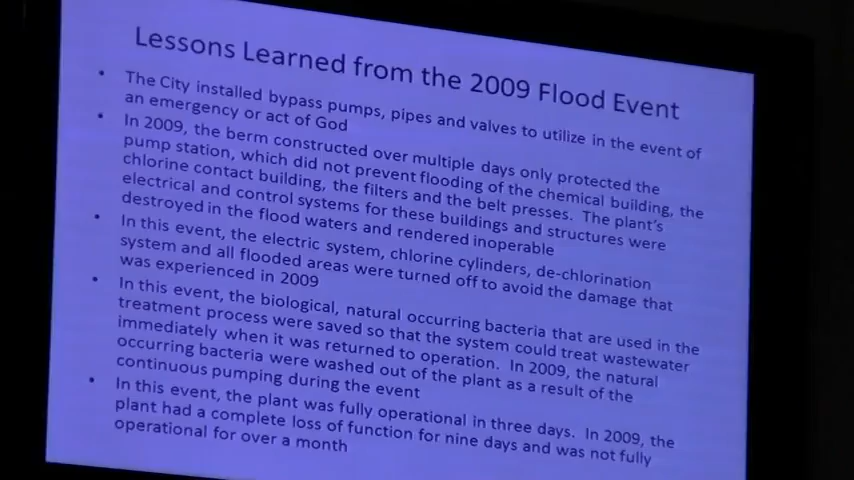 Lessons Learned from the 2009 Flood Event
• The City installed bypass pumps, pipes and valves to utilize in the event of
an emergency or act of God
• In 2009, the berm constructed over multiple days only protected the
pump station, which did not prevent flooding of the chemical building, the
chlorine contact building, the filters and the belt presses. The plant's
electrical and control systems for these buildings and structures were
destroyed in the flood waters and rendered inoperable
• In this event, the electric system, chlorine cylinders, de-chlorination
system and all flooded areas were turned off to avoid the damage that
was experienced in 2009
• In this event, the biological, natural occurring bacteria that are used in the
treatment process were saved so that the system could treat wastewater
immediately when it was returned to operation. In 2009, the natural
occurring bacteria were washed out of the plant as a result of the
continuous pumping during the event
• In this event, the plant was fully operational in three days. In 2009, the
plant had a complete loss of function for nine days and was not fully
operational for over a month